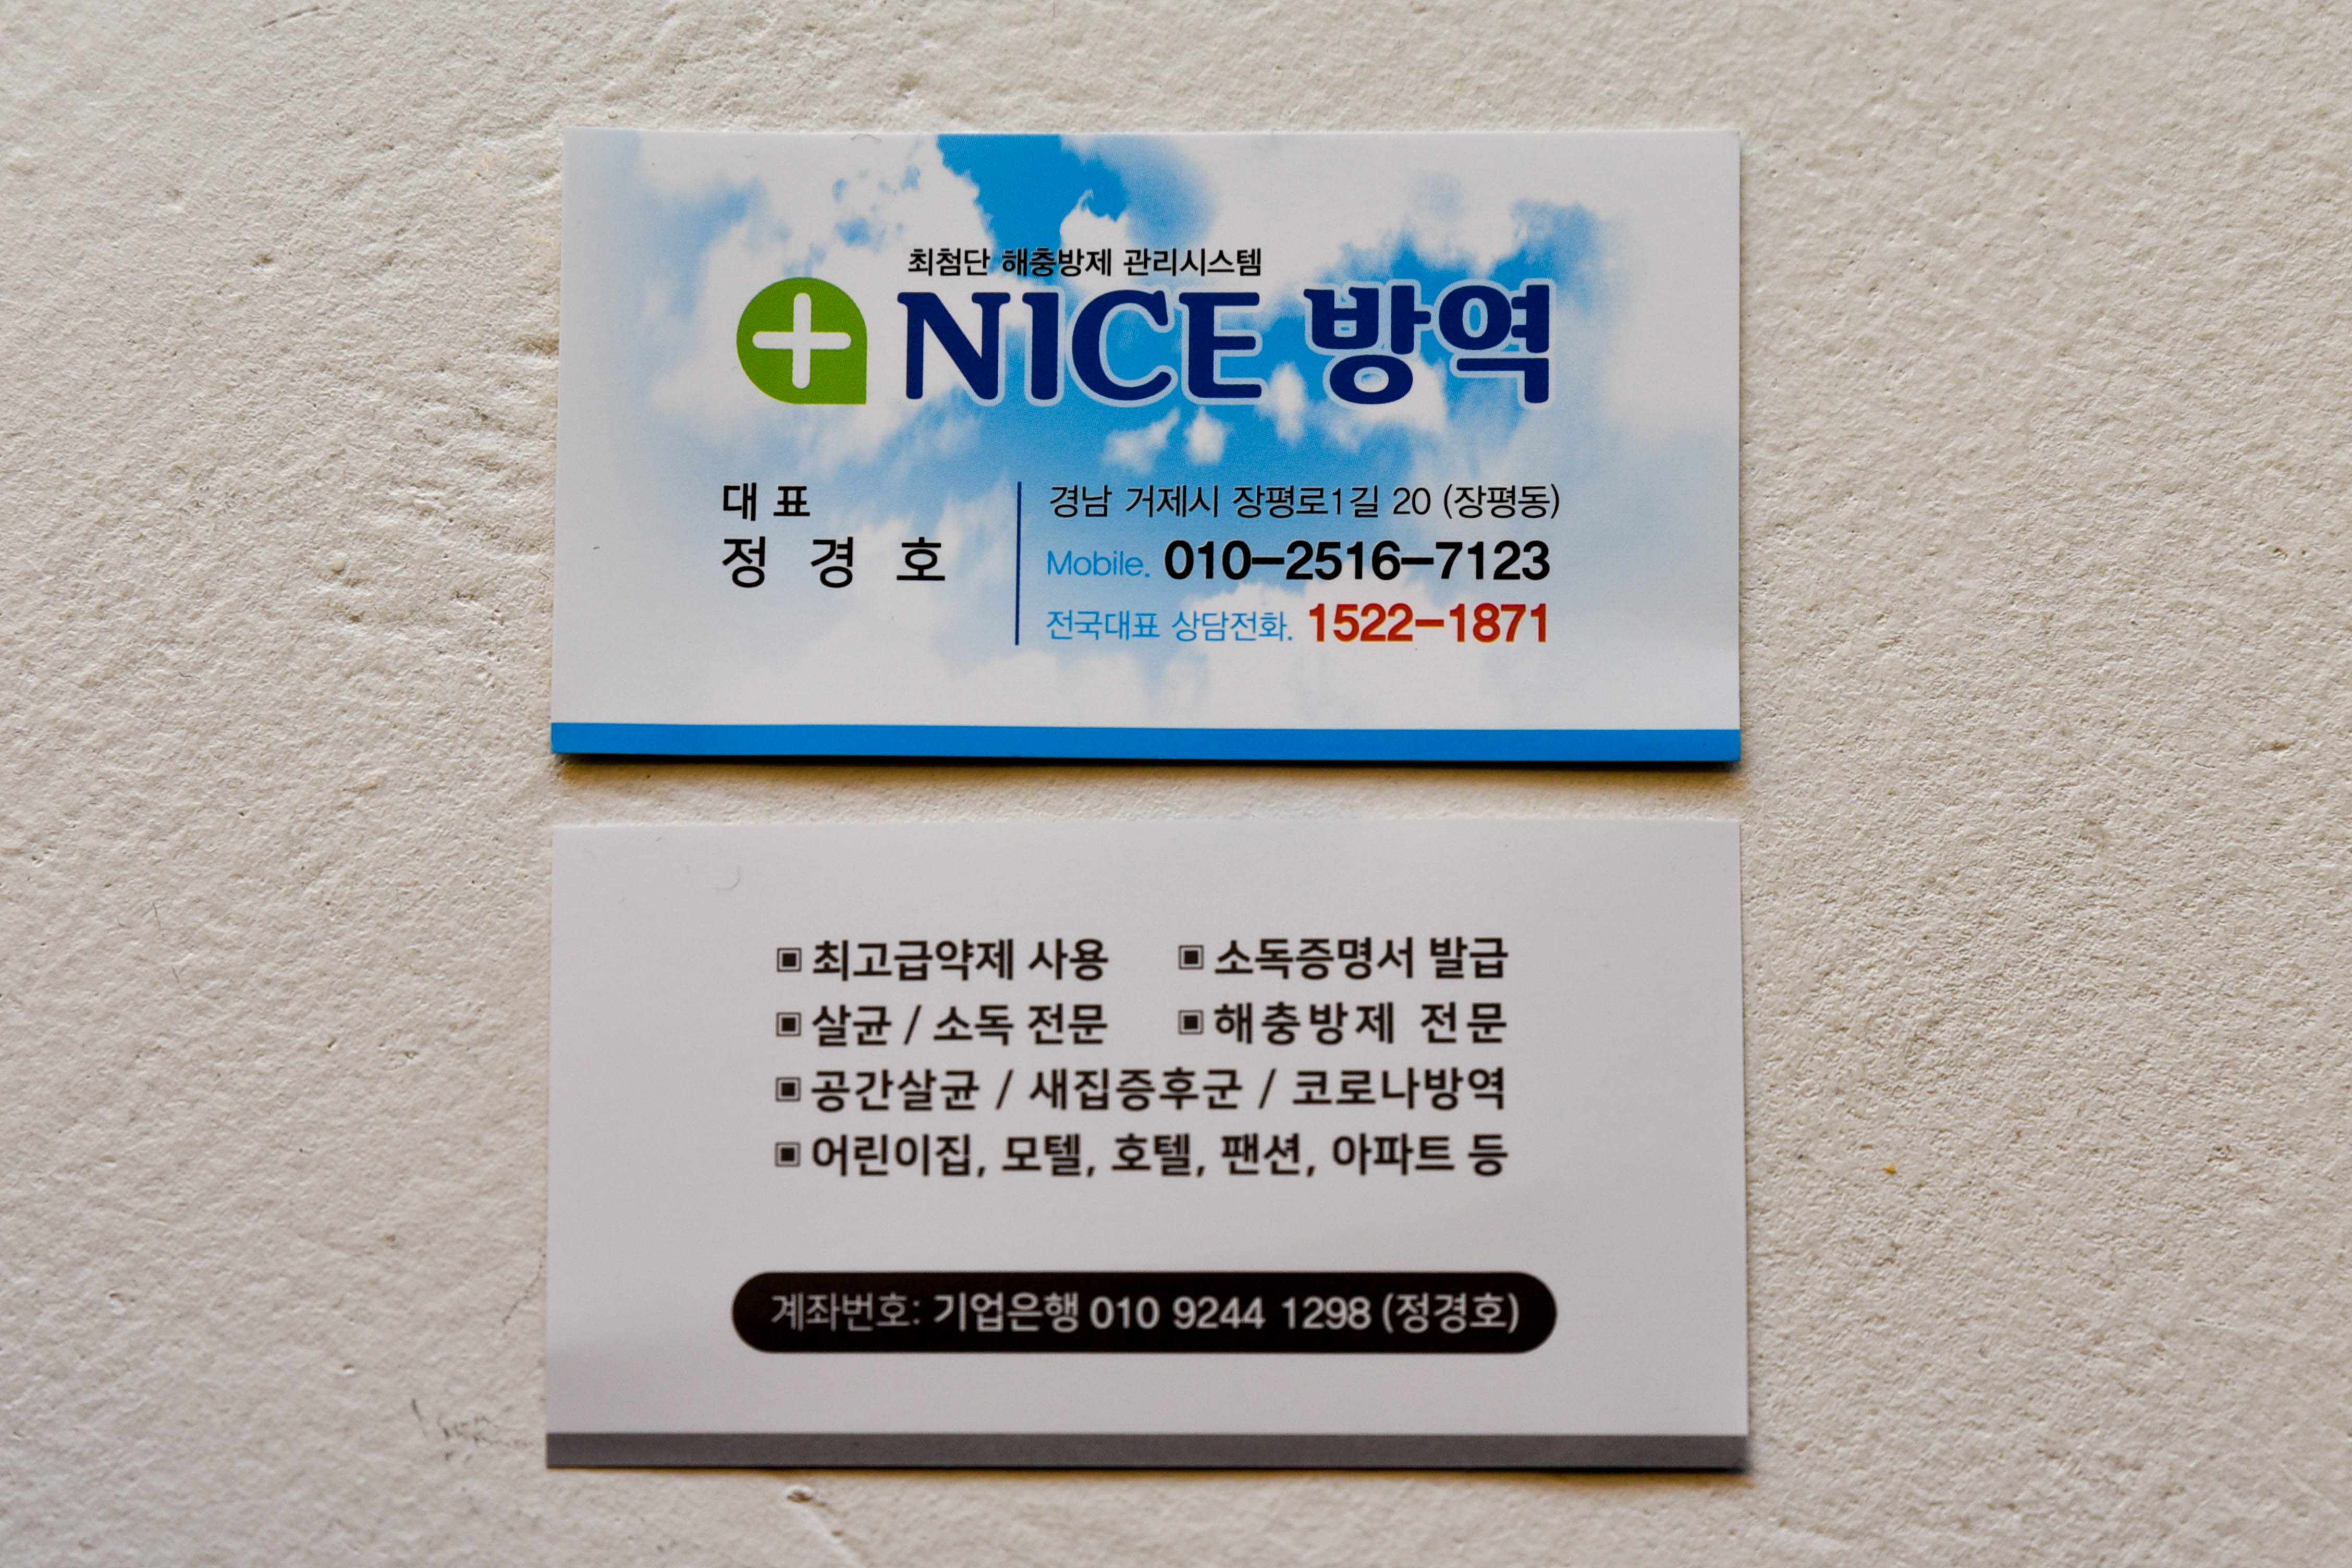 최첨단 해충방제 관리시스템
NICE 방역
대표
정 경 호
경남 거제시 장평로1길 20 (장평동)
Mobile. 010-2516-7123
전국대표 상담전화. 1522-1871
▣ 최고급약제 사용 ▣ 소독증명서 발급
▣ 살균 / 소독 전문 ▣ 해충방제 전문
▣ 공간살균 / 새집증후군 / 코로나방역
▣ 어린이집, 모텔, 호텔, 팬션, 아파트 등
계좌번호: 기업은행 010 9244 1298 (정경호)